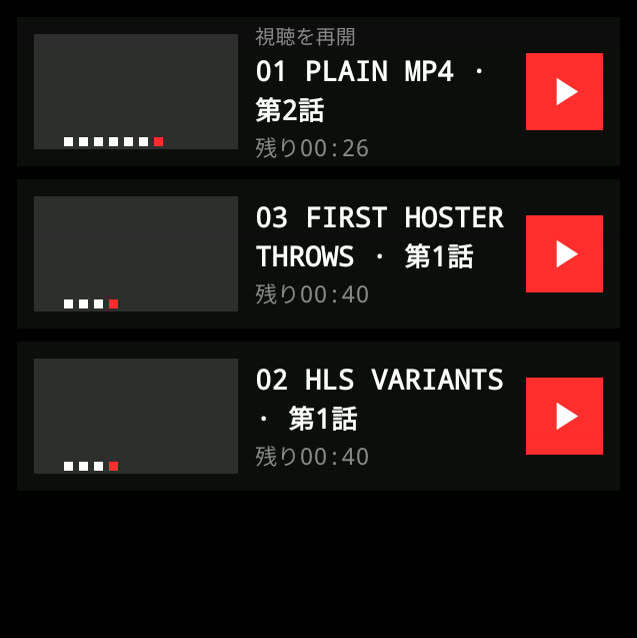 視聴を再開
01 PLAIN MP4 ·
第2話
残り00:26
03 FIRST HOSTER
THROWS · 第1話
残り00:40
02 HLS VARIANTS
· 第1話
残り00:40